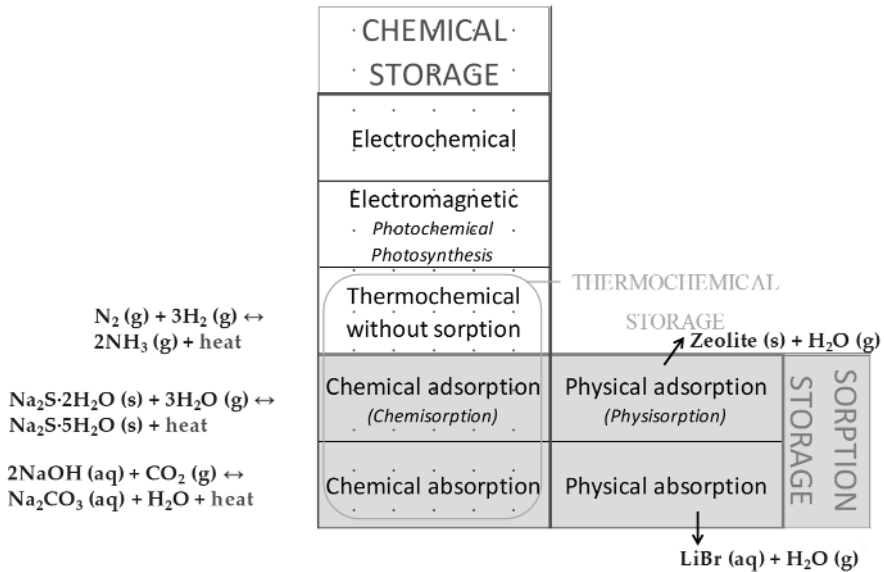 CHEMICAL
STORAGE
Electrochemical
Electromagnetic
Photochemical
Photosynthesis
THERMOCHEMICAL
STORAGE
Thermochemical
without sorption
N₂ (g) + 3H₂ (g) ↔
2NH₃ (g) + heat
Zeolite (s) + H₂O (g)
Na₂S·2H₂O (s) + 3H₂O (g) ↔
Na₂S·5H₂O (s) + heat
Chemical adsorption
(Chemisorption)
Physical adsorption
(Physisorption)
SORPTION
STORAGE
2NaOH (aq) + CO₂ (g) ↔
Na₂CO₃ (aq) + H₂O + heat
Chemical absorption
Physical absorption
LiBr (aq) + H₂O (g)